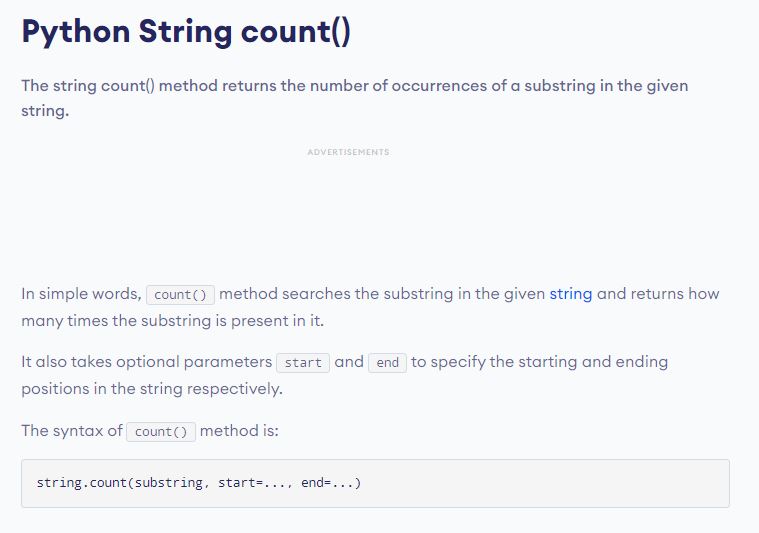 Python String count()
The string count() method returns the number of occurrences of a substring in the given
string.
ADVERTISEMENTS
In simple words, count() method searches the substring in the given string and returns how
many times the substring is present in it.
It also takes optional parameters start and end to specify the starting and ending
positions in the string respectively.
The syntax of count() method is:
string.count(substring, start=..., end=...)